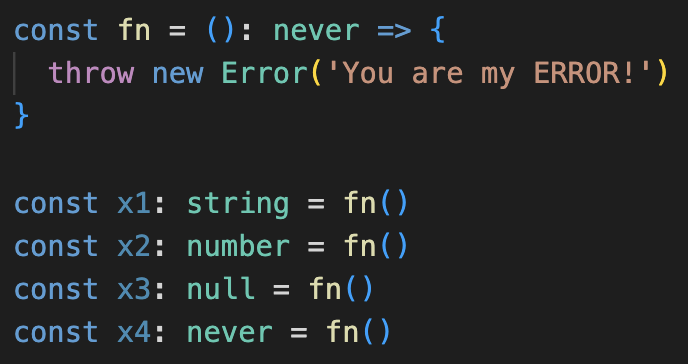 const fn = (): never => {
  throw new Error('You are my ERROR!')
}

const x1: string = fn()
const x2: number = fn()
const x3: null = fn()
const x4: never = fn()